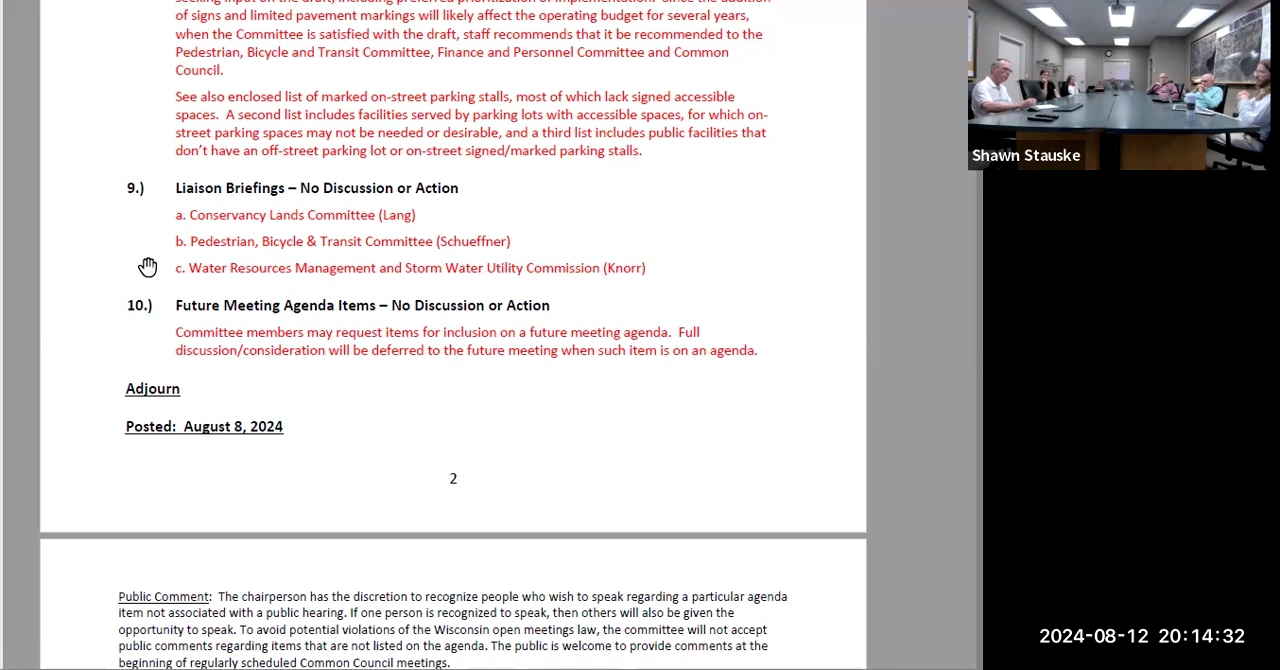 seeking input on the draft, including preferred prioritization of implementation. Since the addition
of signs and limited pavement markings will likely affect the operating budget for several years,
when the Committee is satisfied with the draft, staff recommends that it be recommended to the
Pedestrian, Bicycle and Transit Committee, Finance and Personnel Committee and Common
Council.
See also enclosed list of marked on-street parking stalls, most of which lack signed accessible
spaces.  A second list includes facilities served by parking lots with accessible spaces, for which on-
street parking spaces may not be needed or desirable, and a third list includes public facilities that
don’t have an off-street parking lot or on-street signed/marked parking stalls.
9.) Liaison Briefings – No Discussion or Action
a. Conservancy Lands Committee (Lang)
b. Pedestrian, Bicycle & Transit Committee (Schueffner)
c. Water Resources Management and Storm Water Utility Commission (Knorr)
10.) Future Meeting Agenda Items – No Discussion or Action
Committee members may request items for inclusion on a future meeting agenda.  Full
discussion/consideration will be deferred to the future meeting when such item is on an agenda.
Adjourn
Posted:  August 8, 2024
2
Public Comment:  The chairperson has the discretion to recognize people who wish to speak regarding a particular agenda
item not associated with a public hearing. If one person is recognized to speak, then others will also be given the
opportunity to speak. To avoid potential violations of the Wisconsin open meetings law, the committee will not accept
public comments regarding items that are not listed on the agenda. The public is welcome to provide comments at the
beginning of regularly scheduled Common Council meetings.
Shawn Stauske
2024-08-12 20:14:32